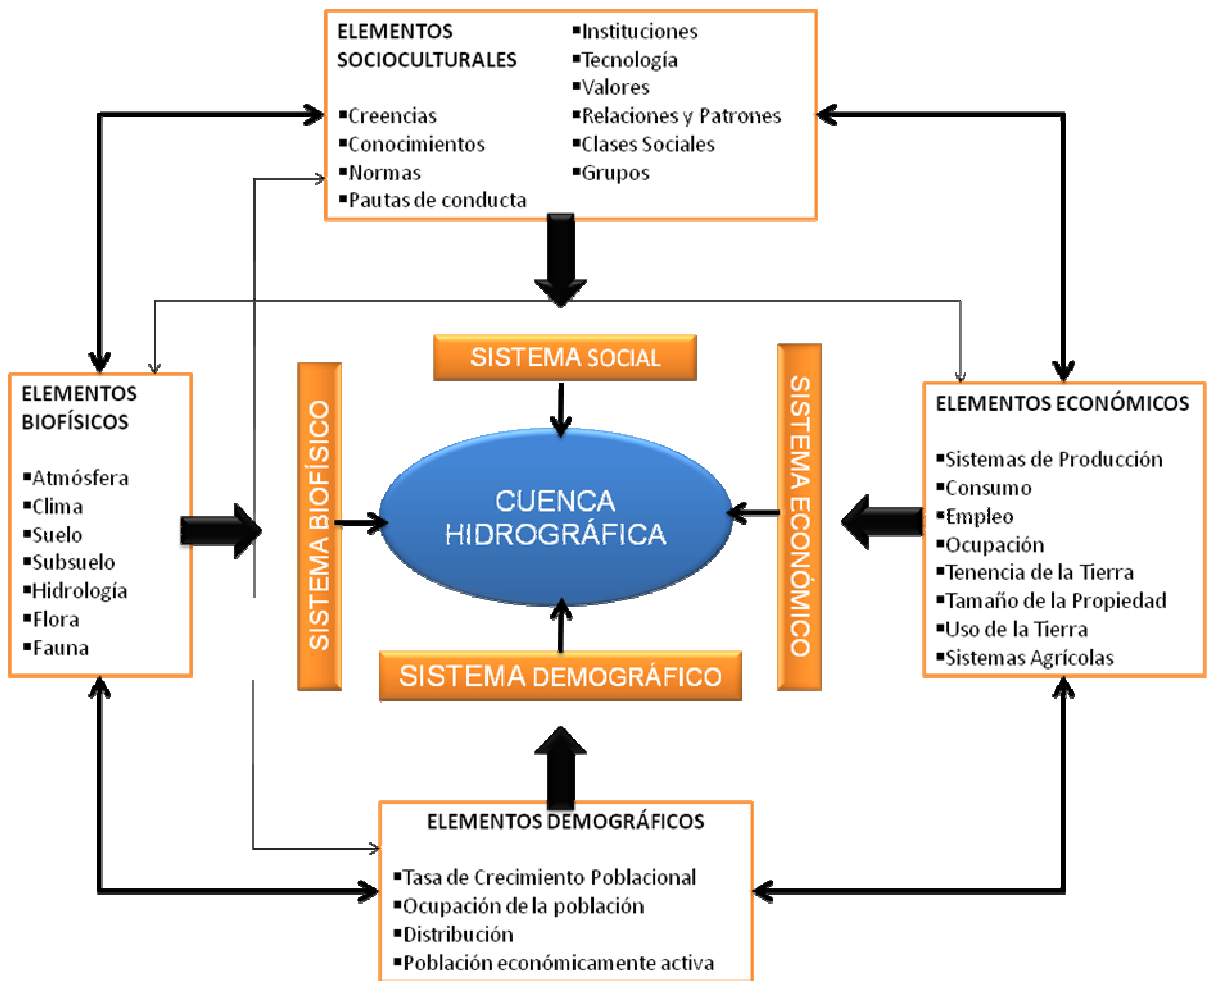 ELEMENTOS
SOCIOCULTURALES
▪Creencias
▪Conocimientos
▪Normas
▪Pautas de conducta
▪Instituciones
▪Tecnología
▪Valores
▪Relaciones y Patrones
▪Clases Sociales
▪Grupos
SISTEMA SOCIAL
ELEMENTOS
BIOFÍSICOS
▪Atmósfera
▪Clima
▪Suelo
▪Subsuelo
▪Hidrología
▪Flora
▪Fauna
SISTEMA BIOFÍSICO
CUENCA
HIDROGRÁFICA
SISTEMA ECONÓMICO
ELEMENTOS ECONÓMICOS
▪Sistemas de Producción
▪Consumo
▪Empleo
▪Ocupación
▪Tenencia de la Tierra
▪Tamaño de la Propiedad
▪Uso de la Tierra
▪Sistemas Agrícolas
SISTEMA DEMOGRÁFICO
ELEMENTOS DEMOGRÁFICOS
▪Tasa de Crecimiento Poblacional
▪Ocupación de la población
▪Distribución
▪Población económicamente activa